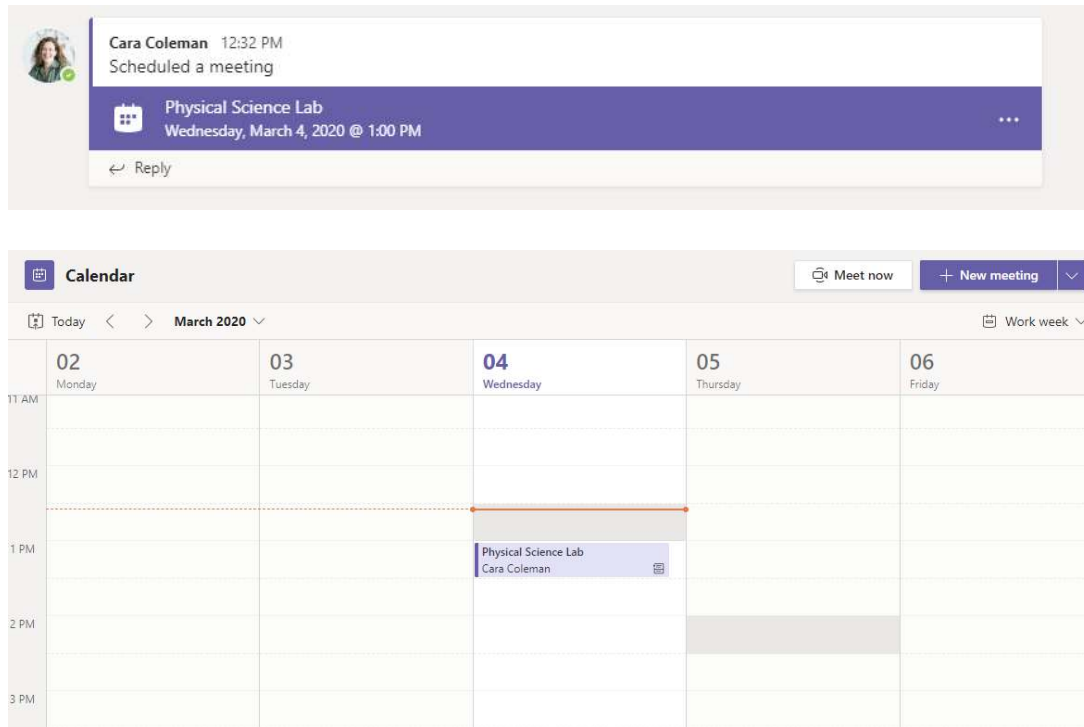 Cara Coleman 12:32 PM
Scheduled a meeting
Physical Science Lab
Wednesday, March 4, 2020 @ 1:00 PM
Reply
Calendar
Meet now
New meeting
Today
March 2020
Work week
02
03
04
05
06
Monday
Tuesday
Wednesday
Thursday
Friday
11 AM
12 PM
1 PM
Physical Science Lab
Cara Coleman
2 PM
3 PM